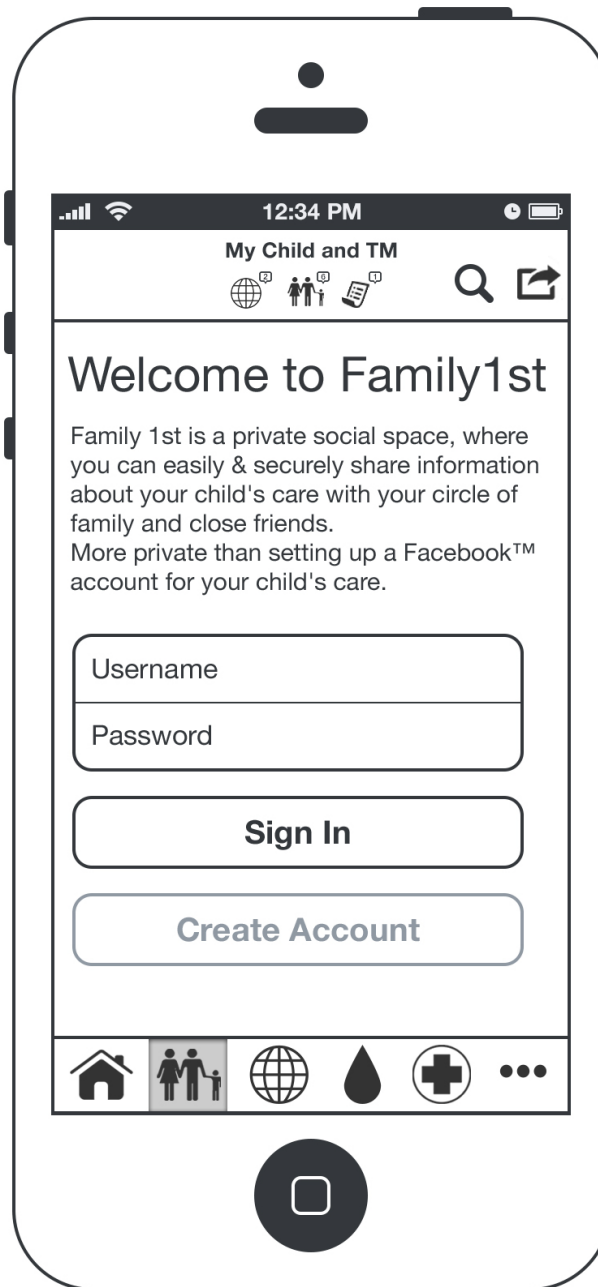 12:34 PM
My Child and TM
2 6 1
Welcome to Family1st
Family 1st is a private social space, where
you can easily & securely share information
about your child's care with your circle of
family and close friends.
More private than setting up a Facebook™
account for your child's care.
Username
Password
Sign In
Create Account